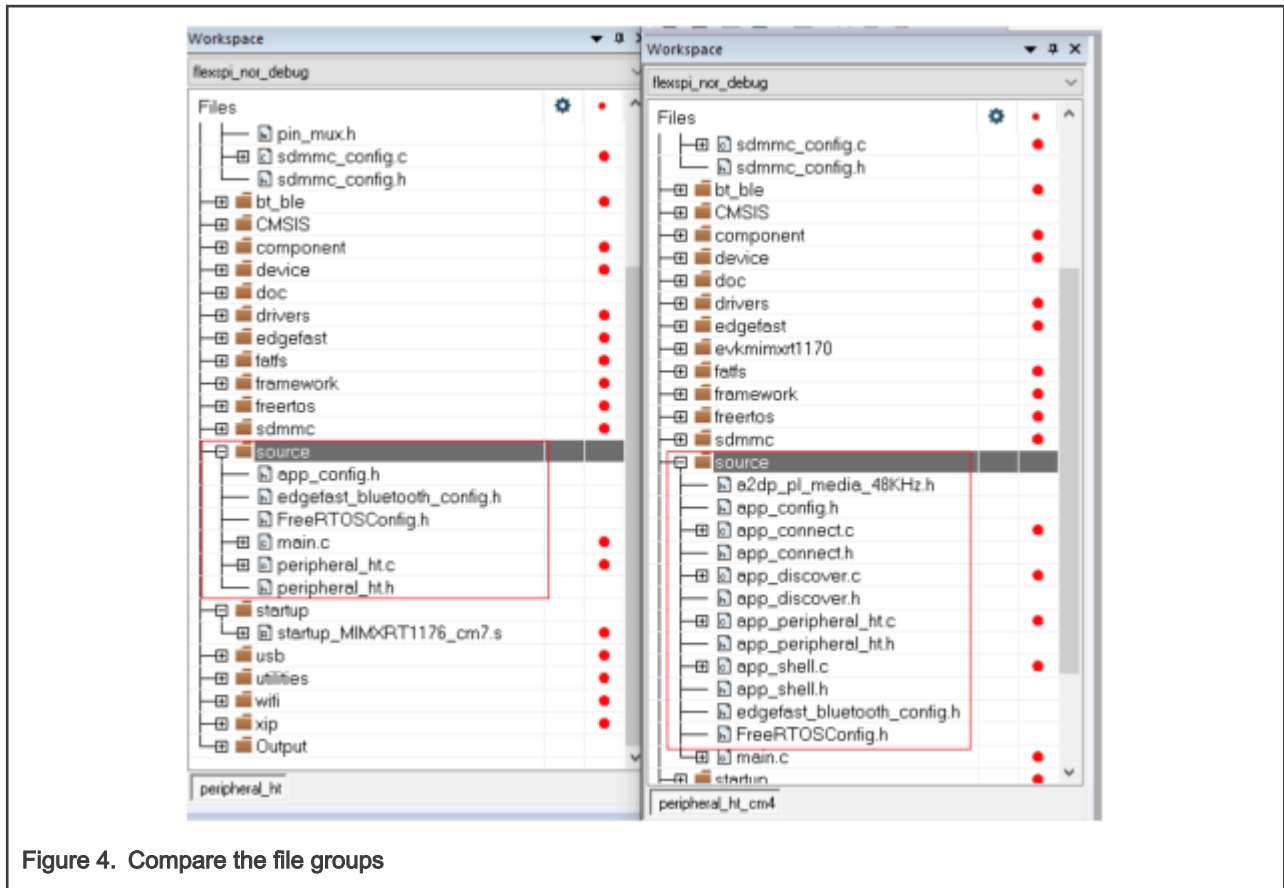 Workspace
flexspi_nor_debug
Files
pin_mux.h
sdmmc_config.c
sdmmc_config.h
bt_ble
CMSIS
component
device
doc
drivers
edgefast
fatfs
framework
freertos
sdmmc
source
app_config.h
edgefast_bluetooth_config.h
FreeRTOSConfig.h
main.c
peripheral_ht.c
peripheral_ht.h
startup
startup_MIMXRT1176_cm7.s
usb
utilities
wifi
xip
Output
peripheral_ht
Workspace
flexspi_nor_debug
Files
sdmmc_config.c
sdmmc_config.h
bt_ble
CMSIS
component
device
doc
drivers
edgefast
evkmimxrt1170
fatfs
framework
freertos
sdmmc
source
a2dp_pl_media_48KHz.h
app_config.h
app_connect.c
app_connect.h
app_discover.c
app_discover.h
app_peripheral_ht.c
app_peripheral_ht.h
app_shell.c
app_shell.h
edgefast_bluetooth_config.h
FreeRTOSConfig.h
main.c
startup
peripheral_ht_cm4
Figure 4. Compare the file groups